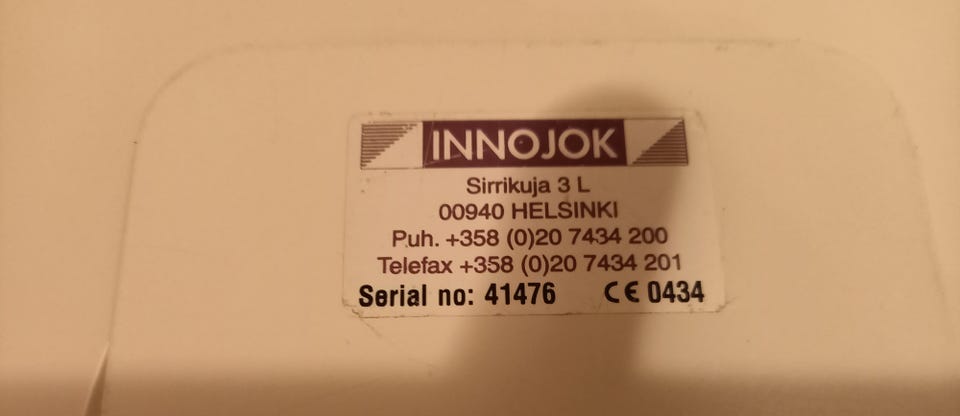 INNOJOK
Sirrikuja 3 L
00940 HELSINKI
Puh. +358 (0)20 7434 200
Telefax +358 (0)20 7434 201
Serial no: 41476 CE 0434